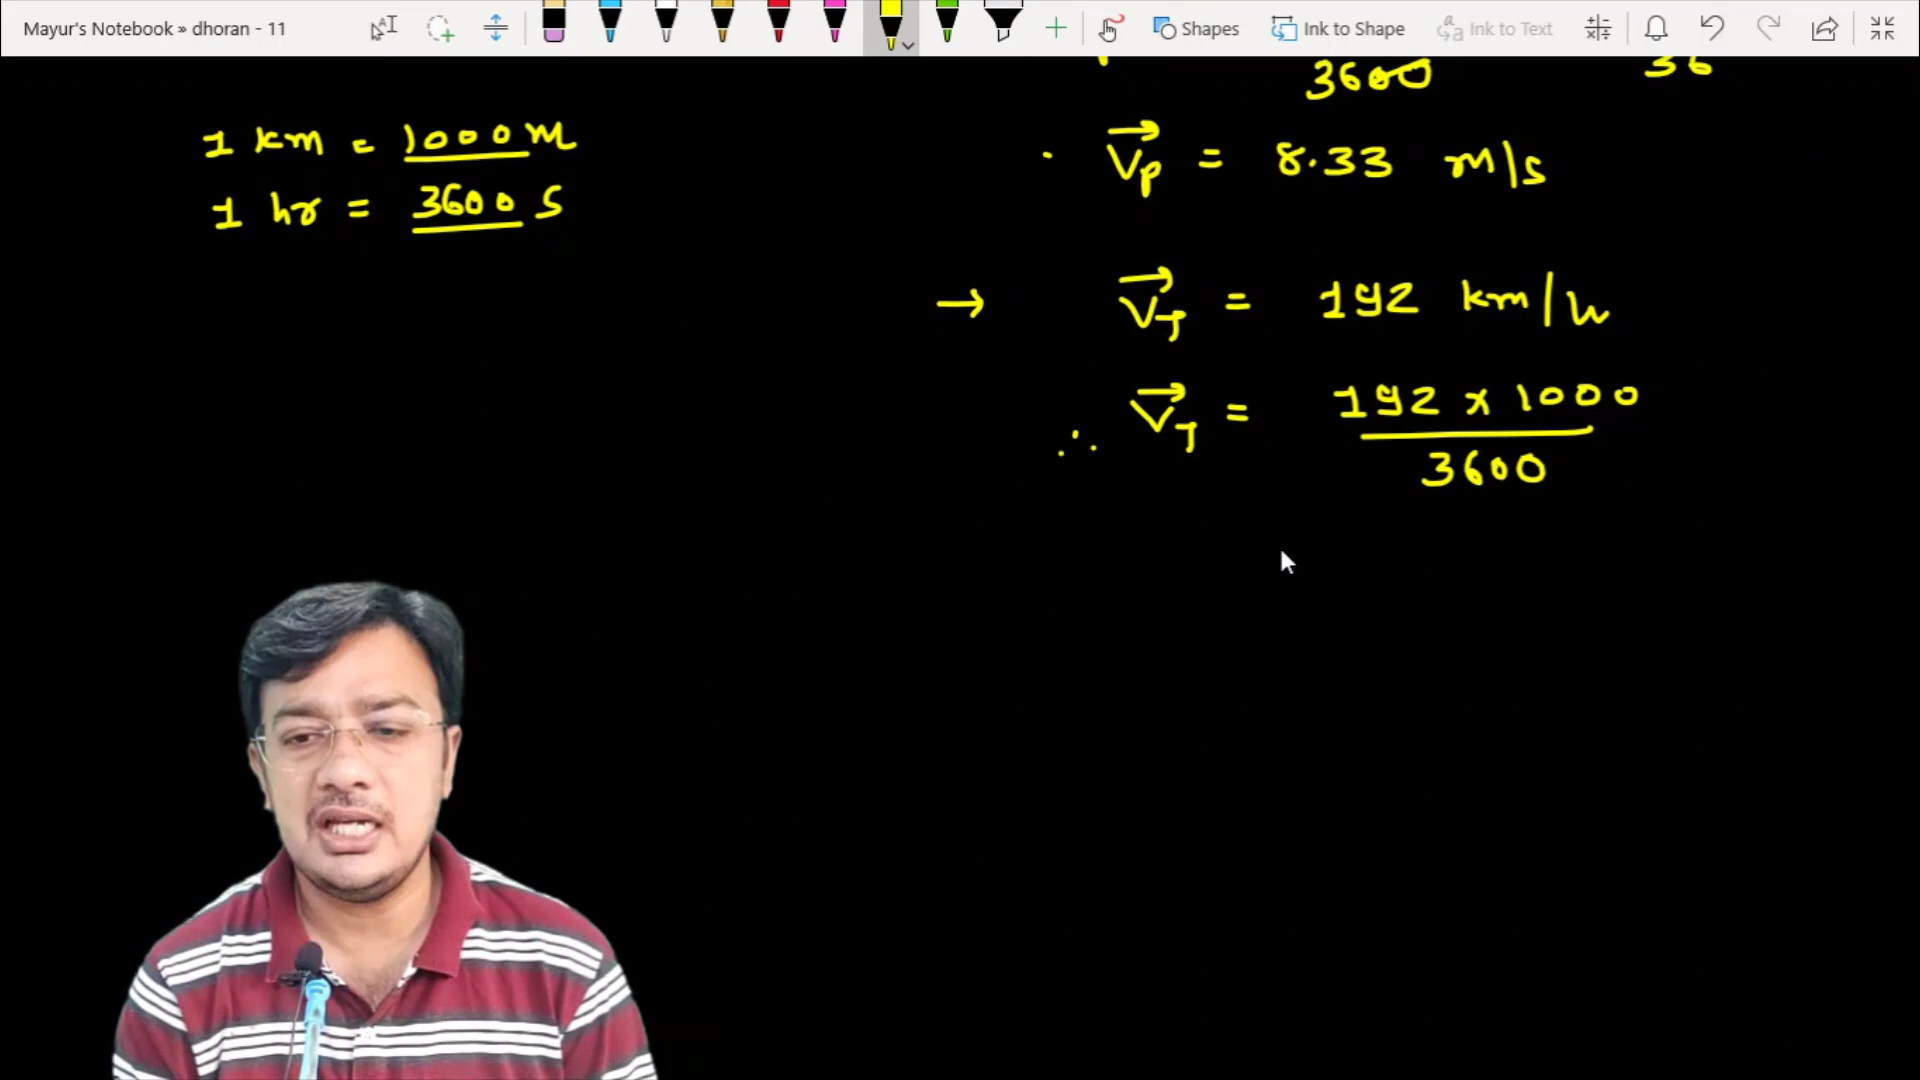 Mayur's Notebook » dhoran - 11
Shapes
Ink to Shape
Ink to Text
3600
36
1 km = 1000 m
1 hr = 3600 S
V⃗p = 8.33 m/s
→ V⃗T = 192 km/h
∴ V⃗T = 192 x 1000
3600